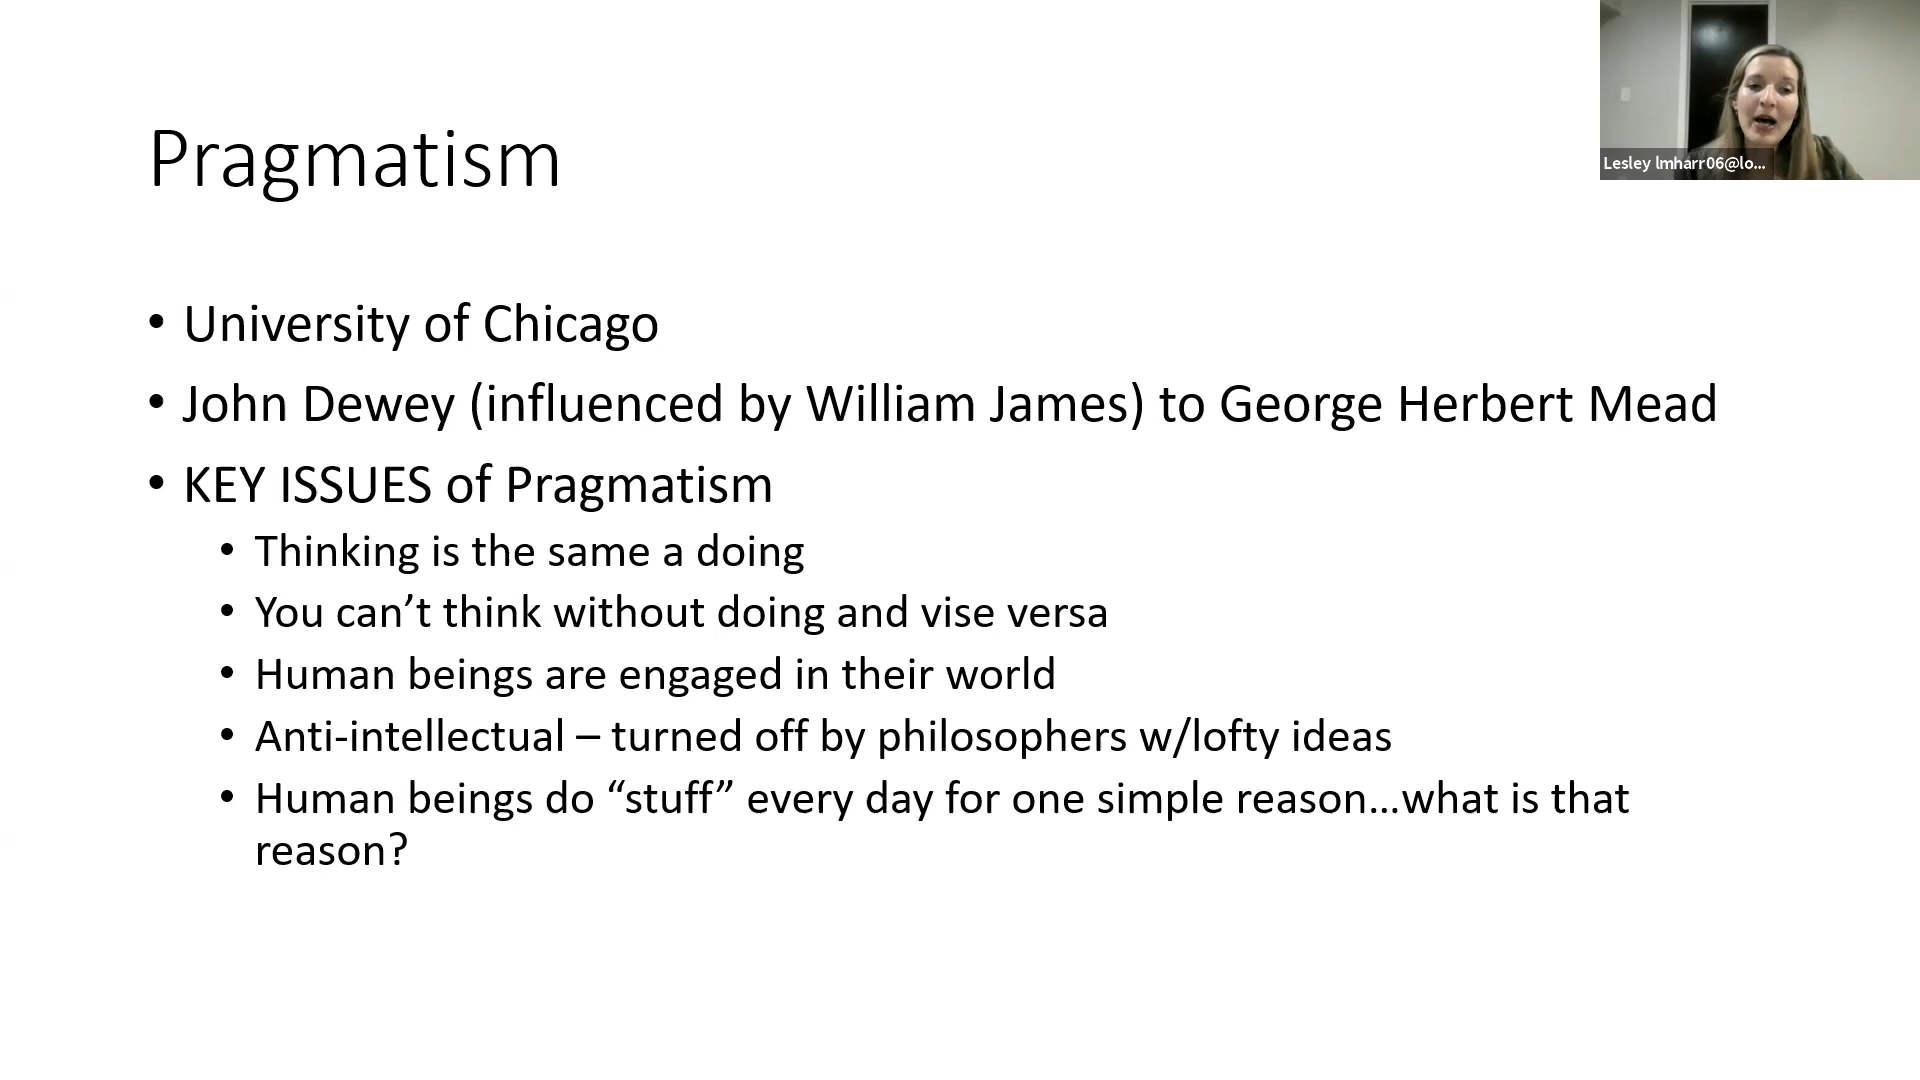 Pragmatism
• University of Chicago
• John Dewey (influenced by William James) to George Herbert Mead
• KEY ISSUES of Pragmatism
• Thinking is the same a doing
• You can’t think without doing and vise versa
• Human beings are engaged in their world
• Anti-intellectual – turned off by philosophers w/lofty ideas
• Human beings do “stuff” every day for one simple reason…what is that
reason?
Lesley lmharr06@lo...